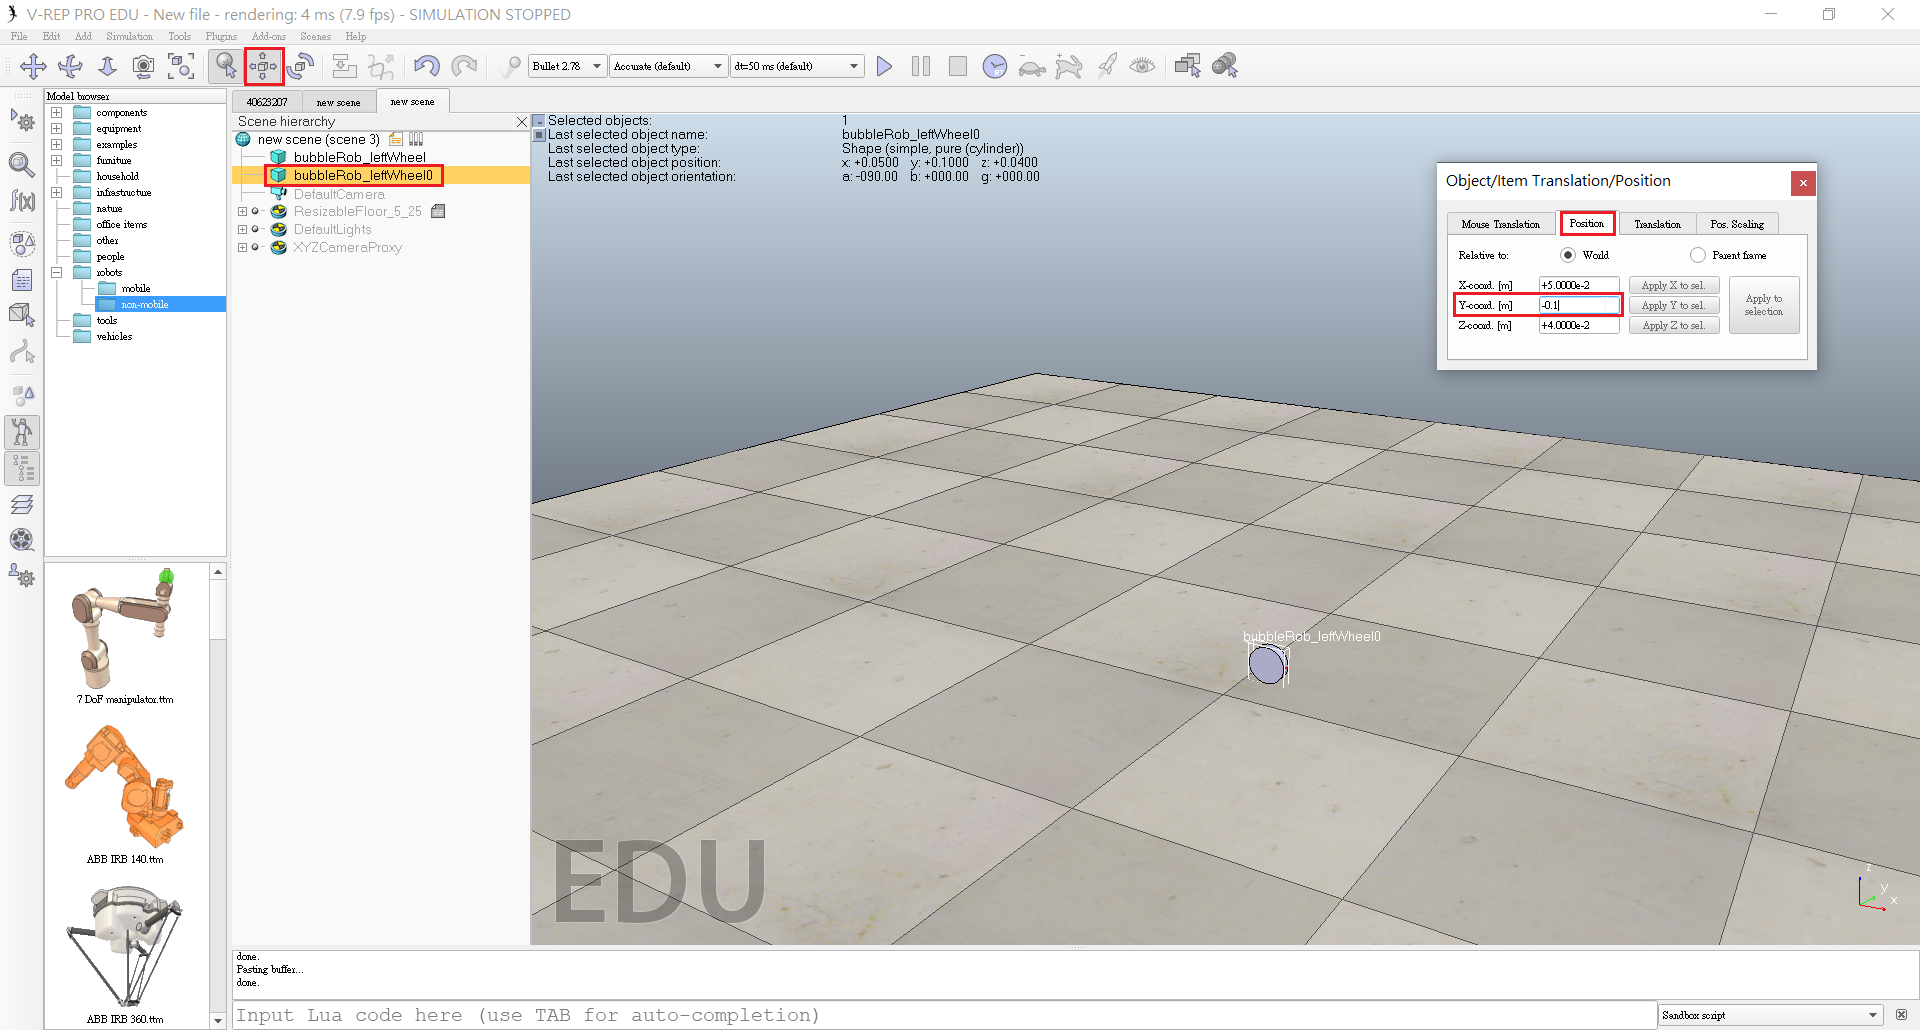 V-REP PRO EDU - New file - rendering: 4 ms (7.9 fps) - SIMULATION STOPPED
File Edit Add Simulation Tools Plugins Add-ons Scenes Help
Bullet 2.78 Accurate (default) dt=50 ms (default)
Model browser
components
equipment
examples
furniture
household
infrastructure
nature
office items
other
people
robots
mobile
non-mobile
tools
vehicles
7 DoF manipulator.ttm
ABB IRB 140.ttm
ABB IRB 360.ttm
40623207 new scene new scene
Scene hierarchy
new scene (scene 3)
bubbleRob_leftWheel
bubbleRob_leftWheel0
DefaultCamera
ResizableFloor_5_25
DefaultLights
XYZCameraProxy
Selected objects: 1
Last selected object name: bubbleRob_leftWheel0
Last selected object type: Shape (simple, pure (cylinder))
Last selected object position: x: +0.0500 y: +0.1000 z: +0.0400
Last selected object orientation: a: -090.00 b: +000.00 g: +000.00
Object/Item Translation/Position
Mouse Translation Position Translation Pos. Scaling
Relative to: World Parent frame
X-coord. [m] +5.0000e-2 Apply X to sel.
Y-coord. [m] -0.1 Apply Y to sel.
Z-coord. [m] +4.0000e-2 Apply Z to sel.
Apply to
selection
bubbleRob_leftWheel0
EDU
z
y
x
done.
Pasting buffer...
done.
Input Lua code here (use TAB for auto-completion)
Sandbox script